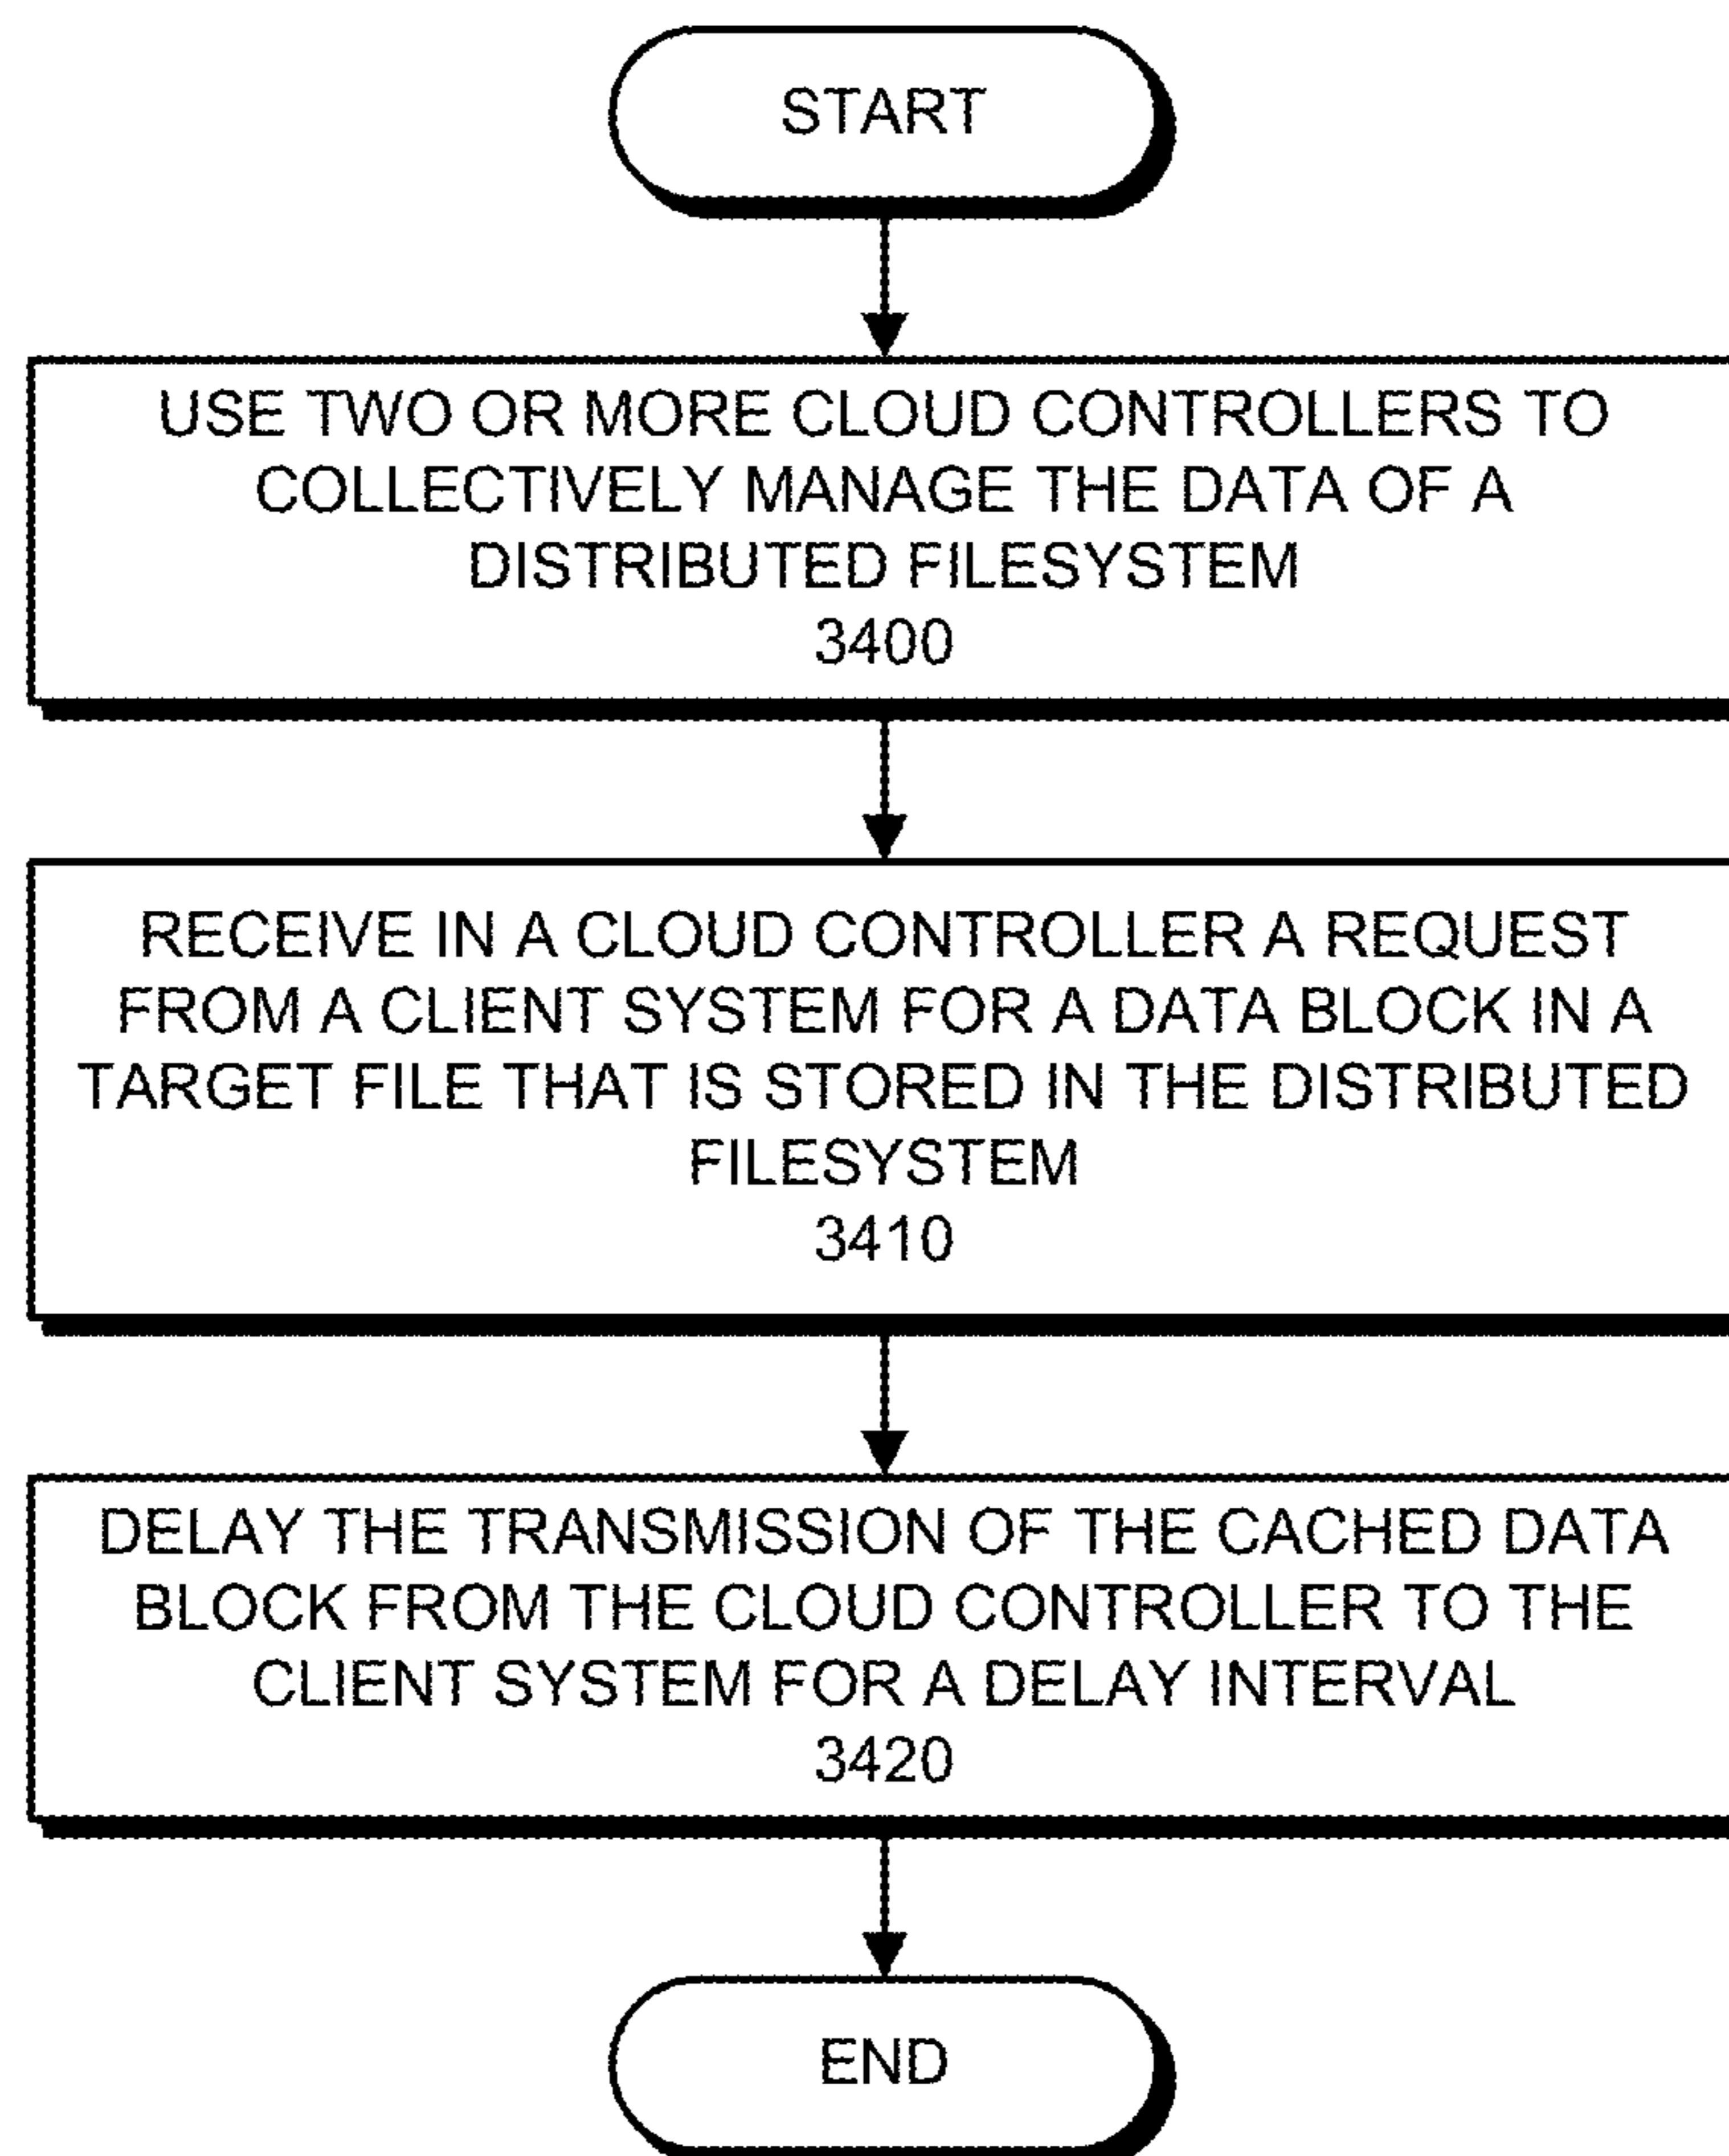 START
USE TWO OR MORE CLOUD CONTROLLERS TO
COLLECTIVELY MANAGE THE DATA OF A
DISTRIBUTED FILESYSTEM
3400
RECEIVE IN A CLOUD CONTROLLER A REQUEST
FROM A CLIENT SYSTEM FOR A DATA BLOCK IN A
TARGET FILE THAT IS STORED IN THE DISTRIBUTED
FILESYSTEM
3410
DELAY THE TRANSMISSION OF THE CACHED DATA
BLOCK FROM THE CLOUD CONTROLLER TO THE
CLIENT SYSTEM FOR A DELAY INTERVAL
3420
END